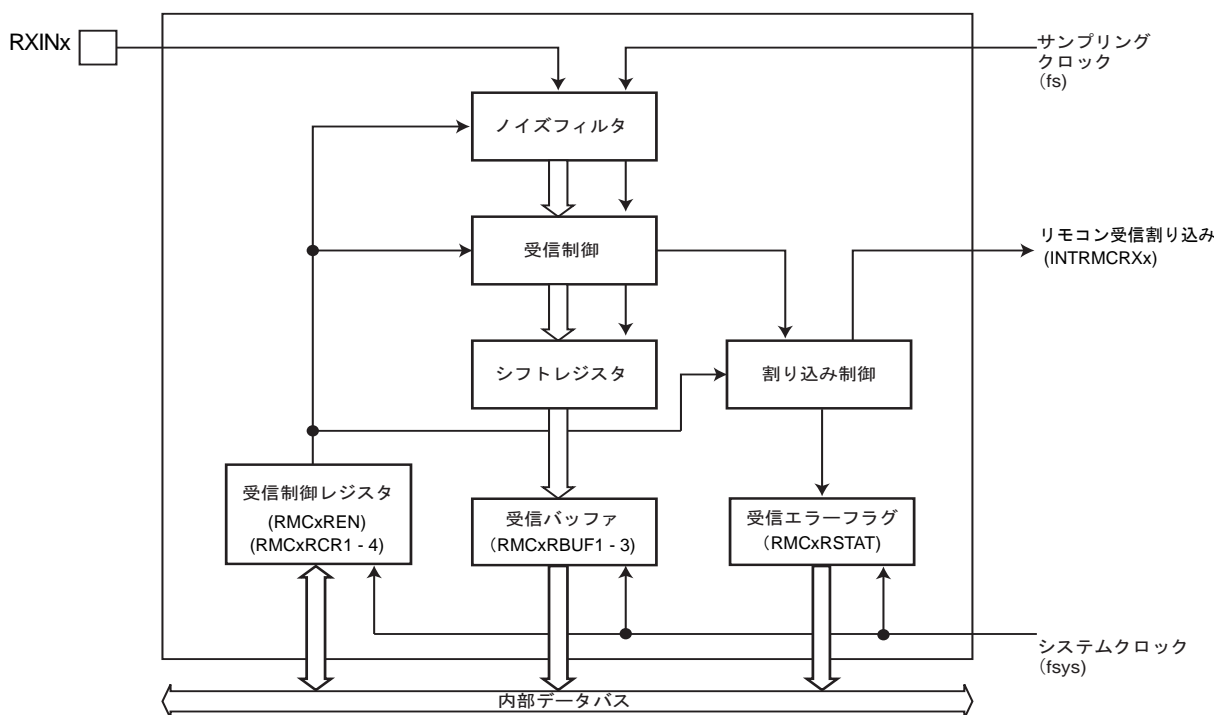 RXINx
サンプリング
クロック
(fs)
ノイズフィルタ
受信制御
リモコン受信割り込み
(INTRMCRXx)
シフトレジスタ
割り込み制御
受信制御レジスタ
(RMCxREN)
(RMCxRCR1 - 4)
受信バッファ
(RMCxRBUF1 - 3)
受信エラーフラグ
(RMCxRSTAT)
システムクロック
(fsys)
内部データバス